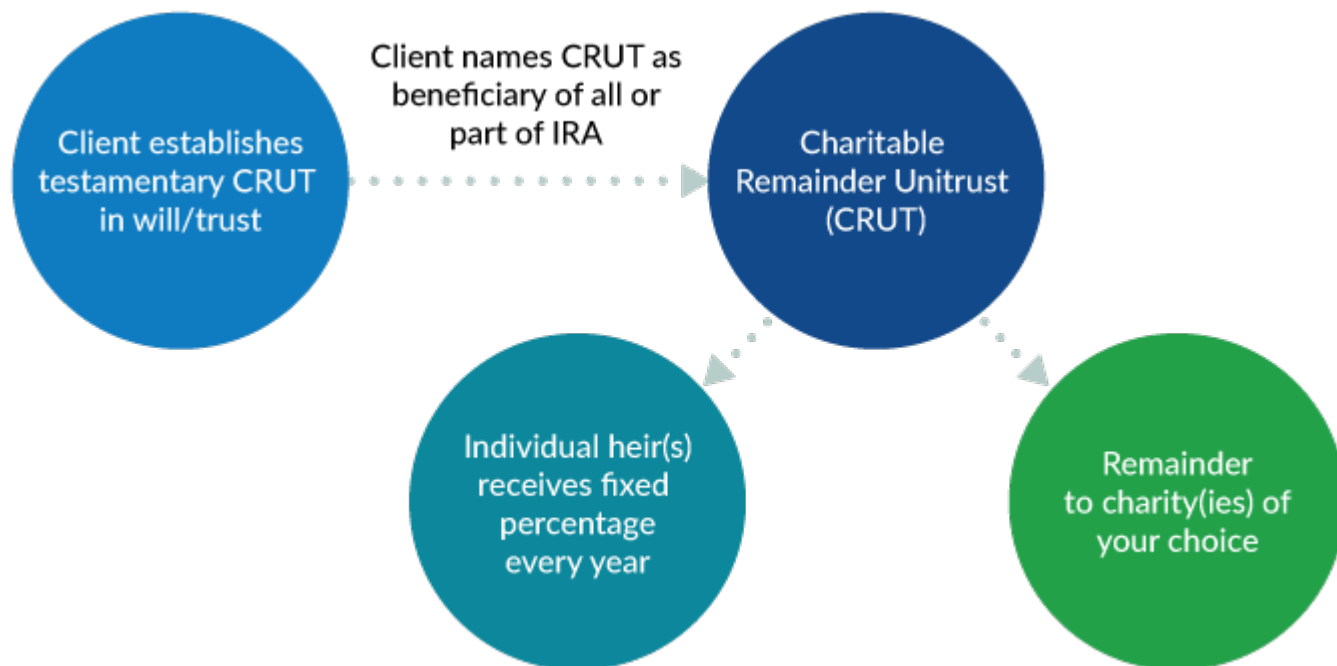 Client establishes
testamentary CRUT
in will/trust
Client names CRUT as
beneficiary of all or
part of IRA
Charitable
Remainder Unitrust
(CRUT)
Individual heir(s)
receives fixed
percentage
every year
Remainder
to charity(ies) of
your choice